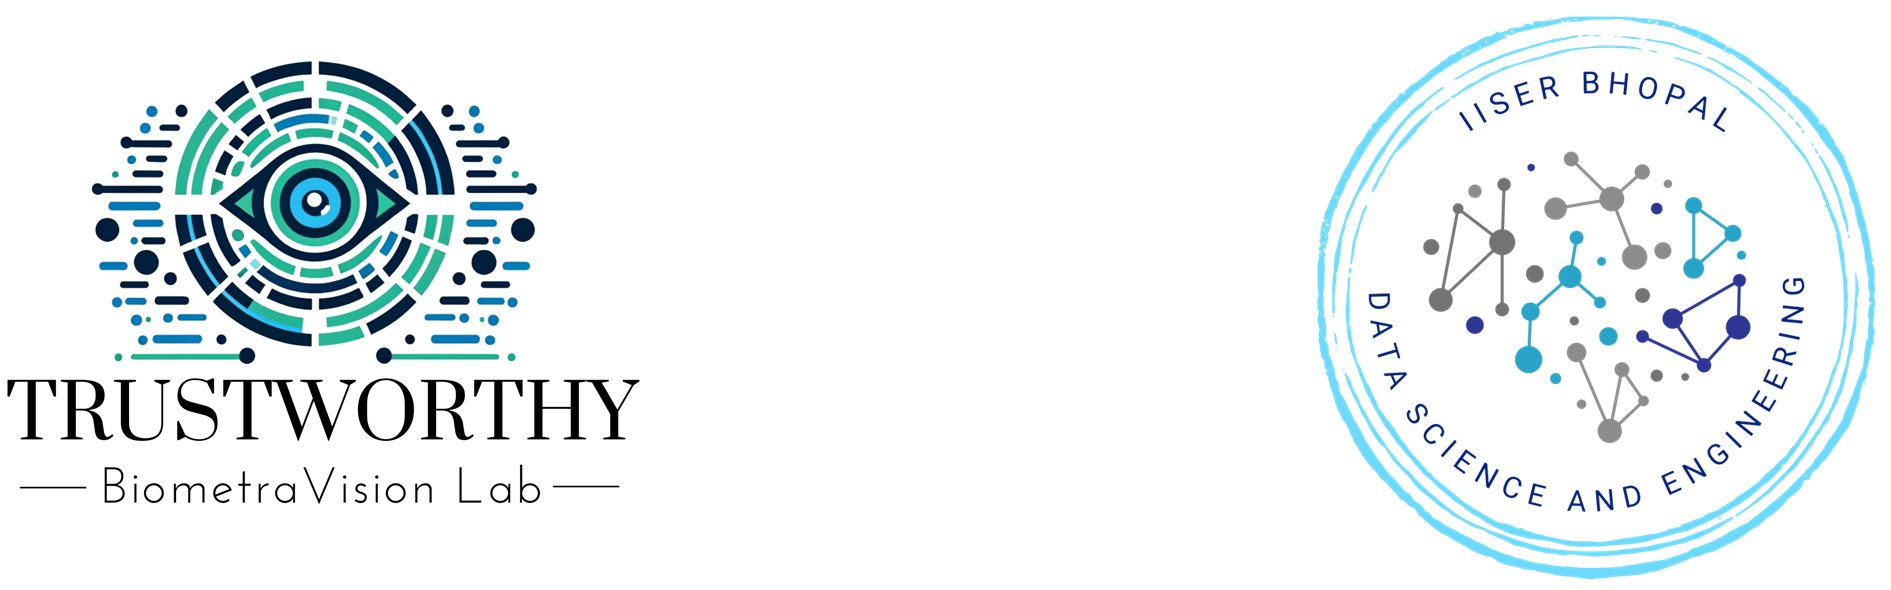 TRUSTWORTHY
BiometraVision Lab
IISER BHOPAL
DATA SCIENCE AND ENGINEERING